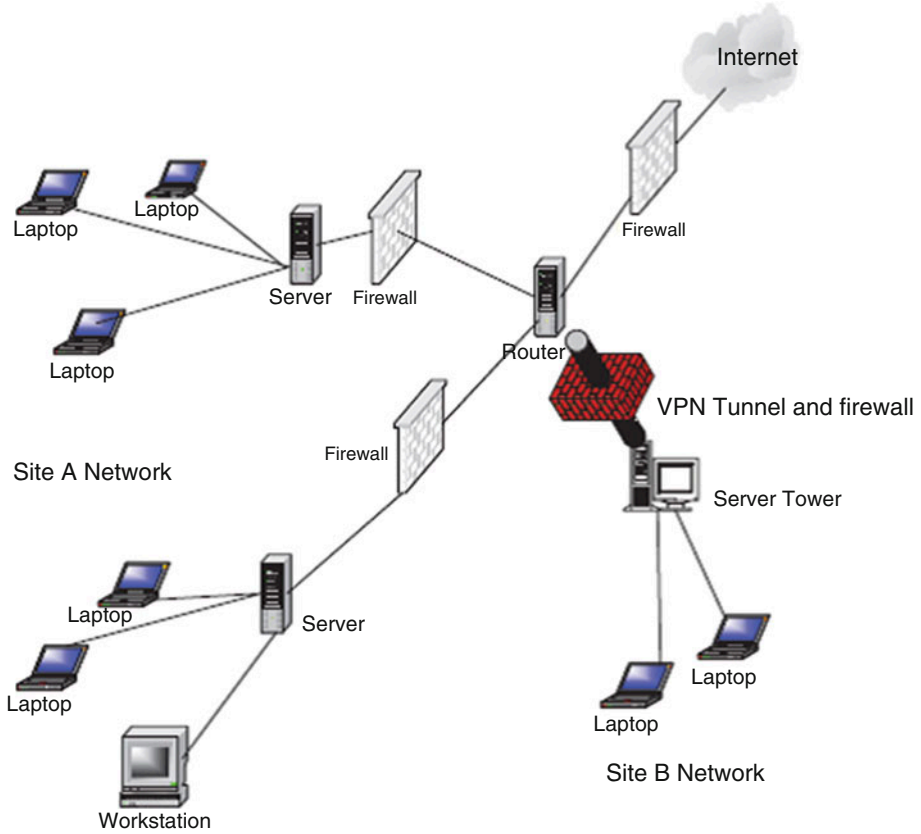 Internet
Laptop
Laptop
Firewall
Server
Firewall
Router
Laptop
VPN Tunnel and firewall
Firewall
Site A Network
Server Tower
Laptop
Server
Laptop
Laptop
Laptop
Site B Network
Workstation